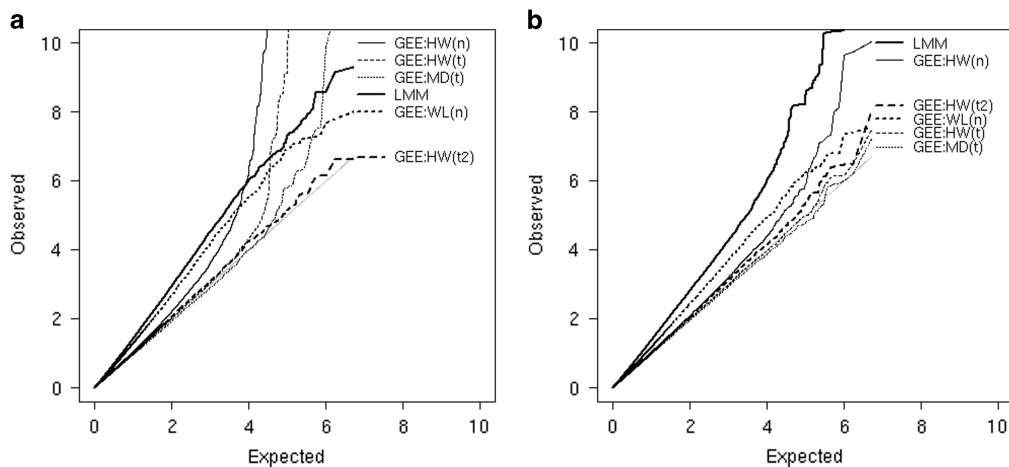 a
10
8
6
4
2
0
Observed
0 2 4 6 8 10
Expected
GEE:HW(n)
GEE:HW(t)
GEE:MD(t)
LMM
GEE:WL(n)
GEE:HW(t2)
b
10
8
6
4
2
0
Observed
0 2 4 6 8 10
Expected
LMM
GEE:HW(n)
GEE:HW(t2)
GEE:WL(n)
GEE:HW(t)
GEE:MD(t)